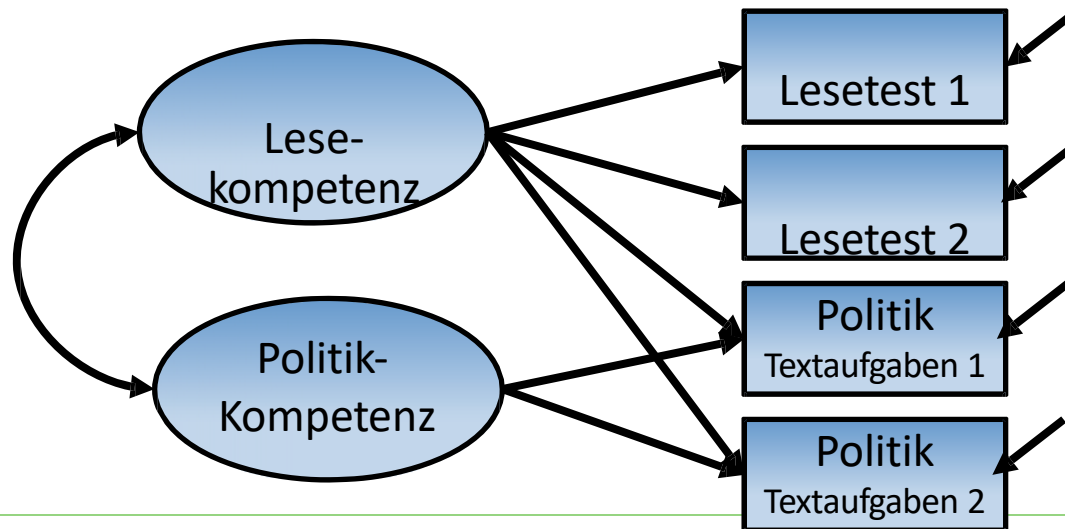 Lese-
kompetenz
Politik-
Kompetenz
Lesetest 1
Lesetest 2
Politik
Textaufgaben 1
Politik
Textaufgaben 2